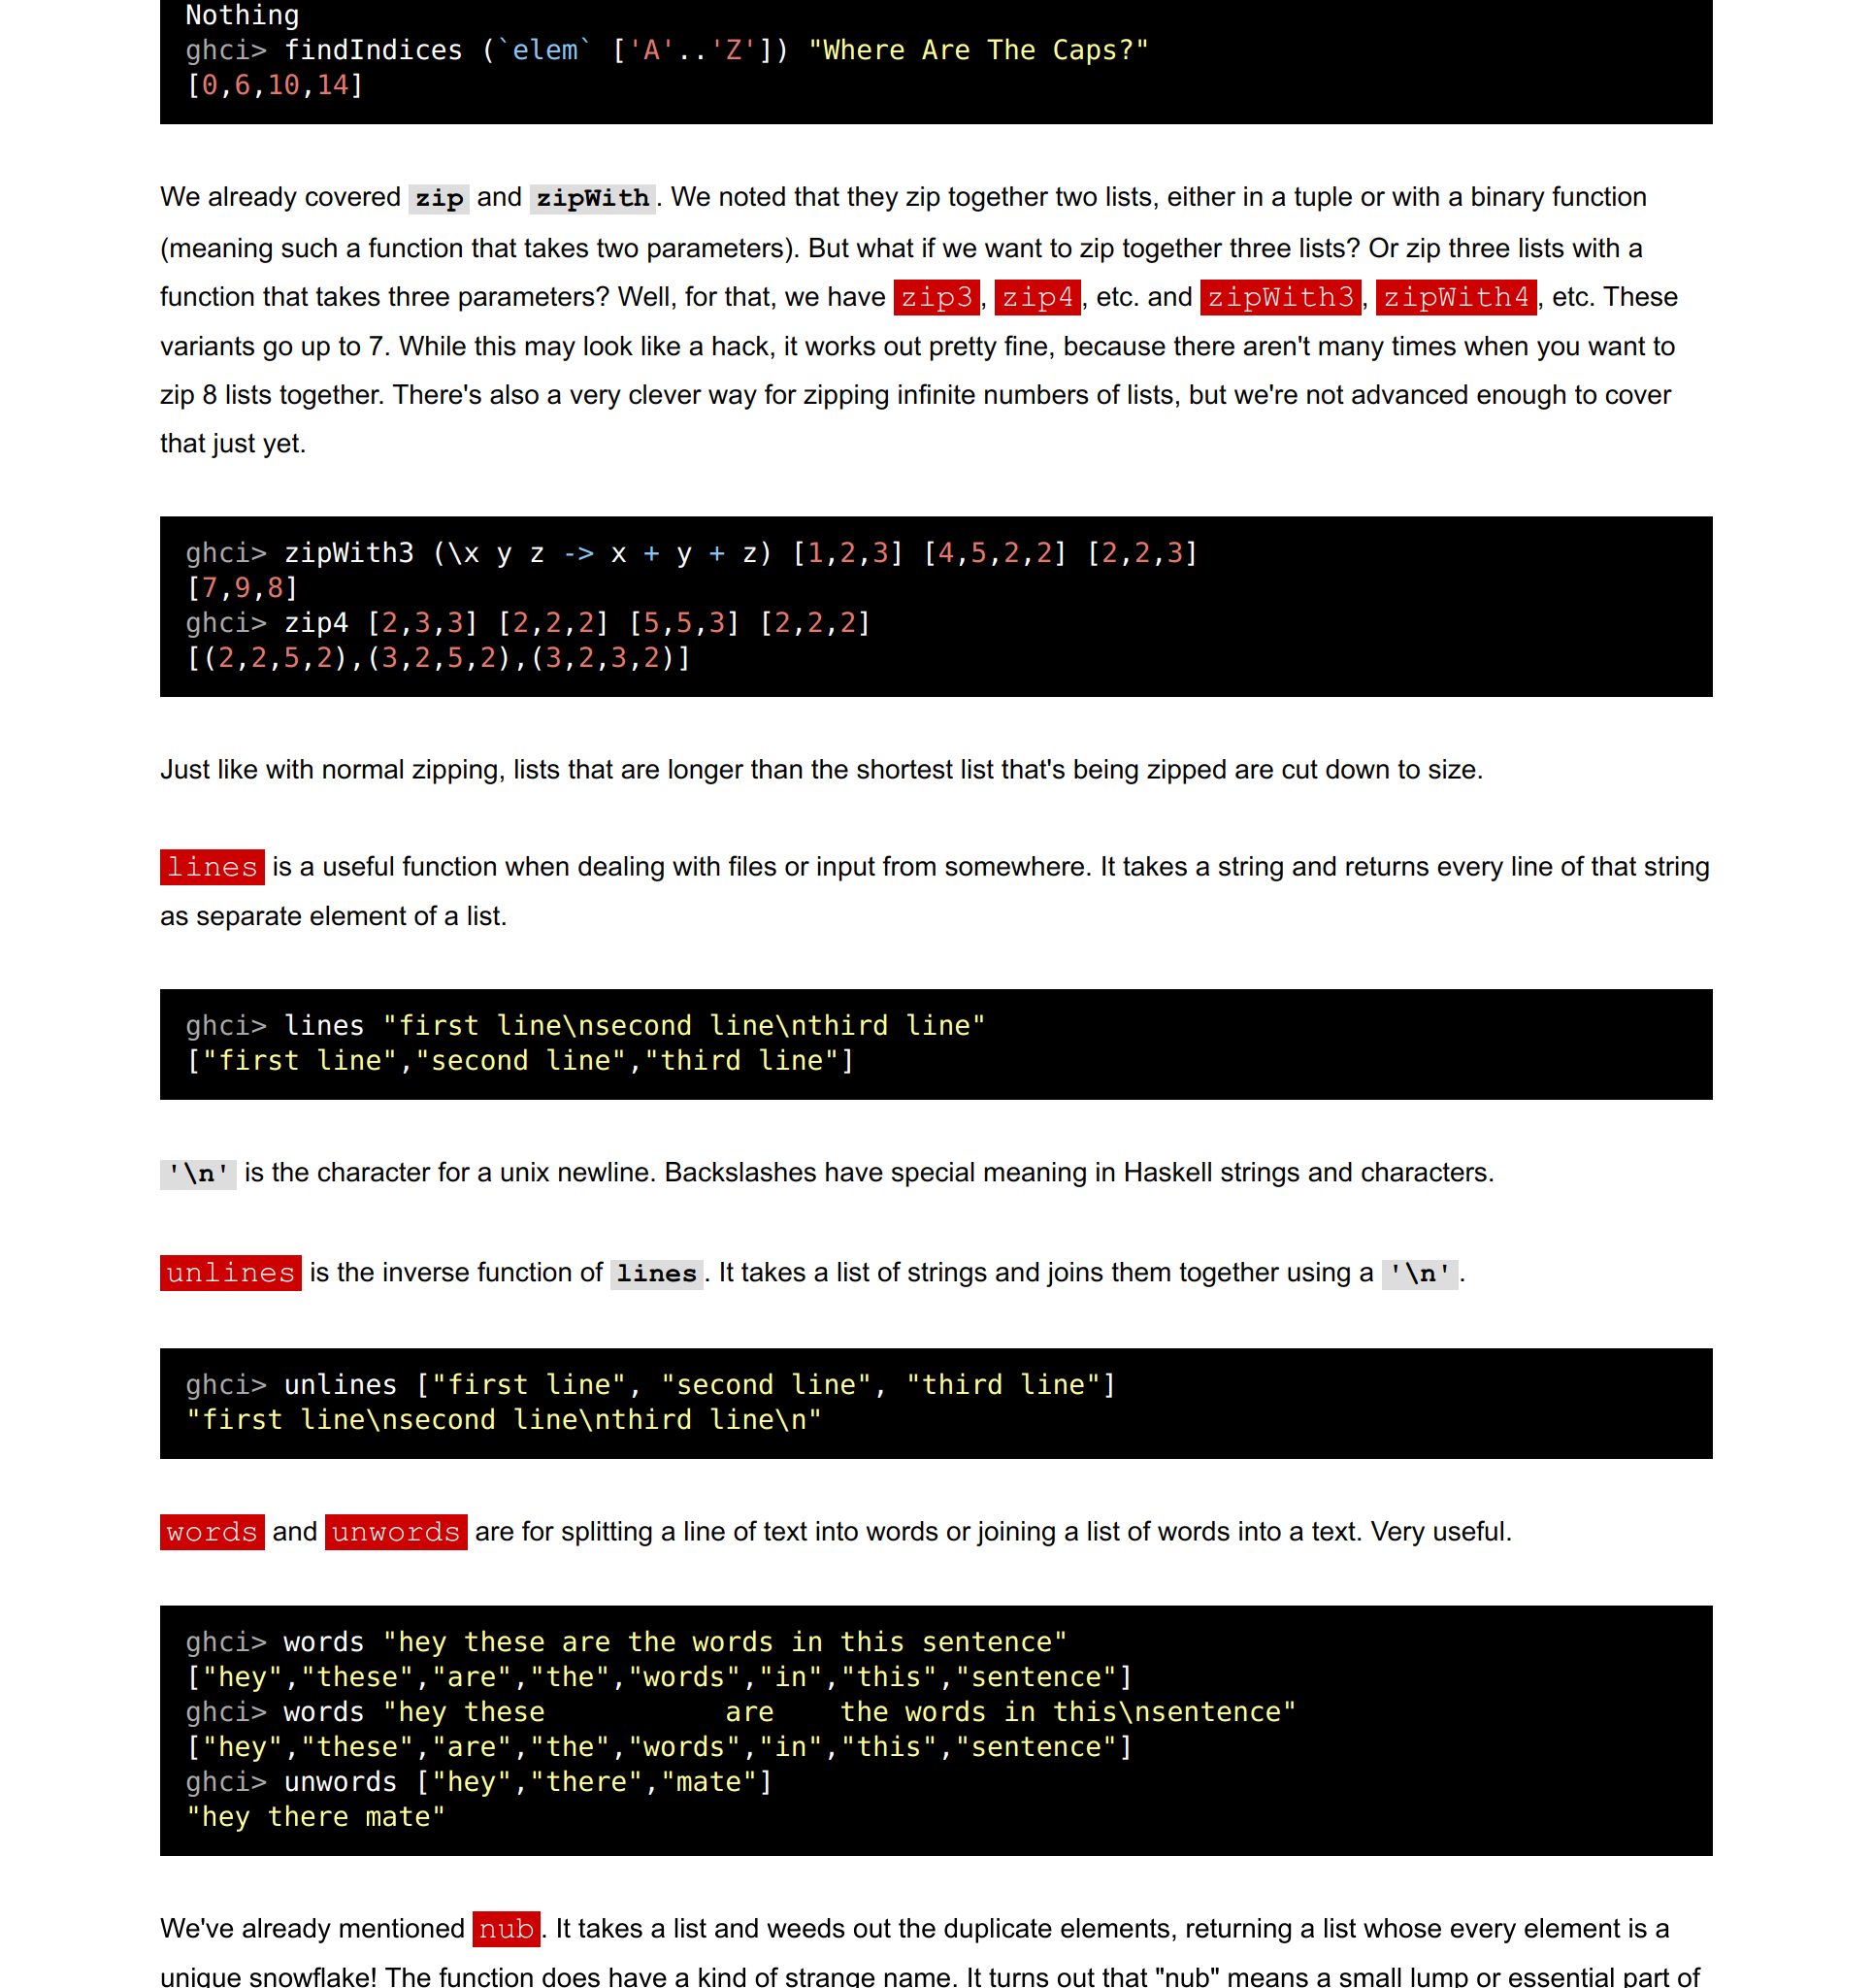 Nothing
ghci> findIndices (`elem` ['A'..'Z']) "Where Are The Caps?"
[0,6,10,14]
We already covered zip and zipWith. We noted that they zip together two lists, either in a tuple or with a binary function
(meaning such a function that takes two parameters). But what if we want to zip together three lists? Or zip three lists with a
function that takes three parameters? Well, for that, we have zip3, zip4, etc. and zipWith3, zipWith4, etc. These
variants go up to 7. While this may look like a hack, it works out pretty fine, because there aren't many times when you want to
zip 8 lists together. There's also a very clever way for zipping infinite numbers of lists, but we're not advanced enough to cover
that just yet.
ghci> zipWith3 (\x y z -> x + y + z) [1,2,3] [4,5,2,2] [2,2,3]
[7,9,8]
ghci> zip4 [2,3,3] [2,2,2] [5,5,3] [2,2,2]
[(2,2,5,2),(3,2,5,2),(3,2,3,2)]
Just like with normal zipping, lists that are longer than the shortest list that's being zipped are cut down to size.
lines is a useful function when dealing with files or input from somewhere. It takes a string and returns every line of that string
as separate element of a list.
ghci> lines "first line\nsecond line\nthird line"
["first line","second line","third line"]
'\n' is the character for a unix newline. Backslashes have special meaning in Haskell strings and characters.
unlines is the inverse function of lines. It takes a list of strings and joins them together using a '\n'.
ghci> unlines ["first line", "second line", "third line"]
"first line\nsecond line\nthird line\n"
words and unwords are for splitting a line of text into words or joining a list of words into a text. Very useful.
ghci> words "hey these are the words in this sentence"
["hey","these","are","the","words","in","this","sentence"]
ghci> words "hey these           are    the words in this\nsentence"
["hey","these","are","the","words","in","this","sentence"]
ghci> unwords ["hey","there","mate"]
"hey there mate"
We've already mentioned nub. It takes a list and weeds out the duplicate elements, returning a list whose every element is a
unique snowflake! The function does have a kind of strange name. It turns out that "nub" means a small lump or essential part of